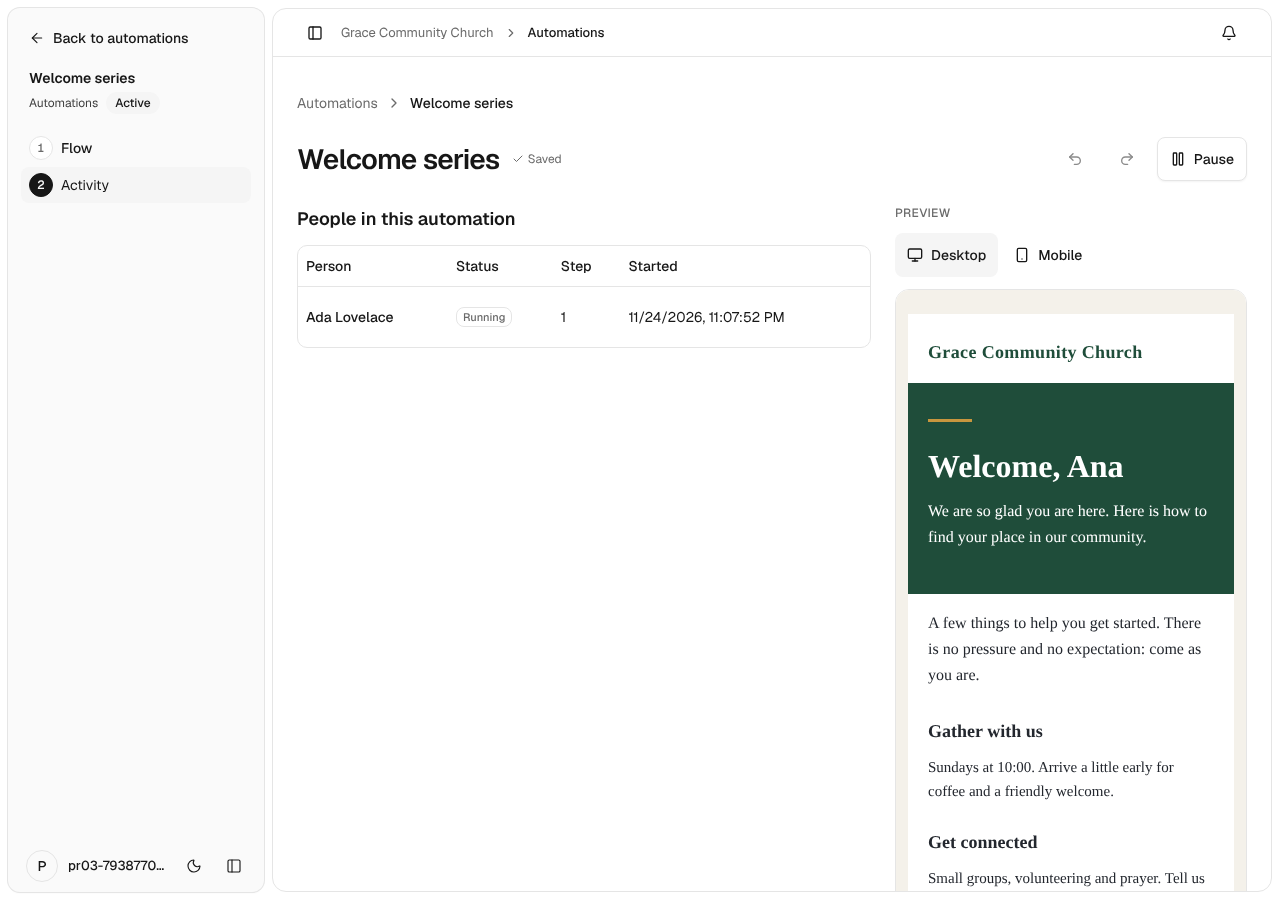 Back to automations
Welcome series
Automations Active
1 Flow
2 Activity
P pr03-7938770...
Grace Community Church > Automations
Automations > Welcome series
Welcome series Saved
Pause
People in this automation
Person Status Step Started
Ada Lovelace Running 1 11/24/2026, 11:07:52 PM
PREVIEW
Desktop Mobile
Grace Community Church
Welcome, Ana
We are so glad you are here. Here is how to
find your place in our community.
A few things to help you get started. There
is no pressure and no expectation: come as
you are.
Gather with us
Sundays at 10:00. Arrive a little early for
coffee and a friendly welcome.
Get connected
Small groups, volunteering and prayer. Tell us